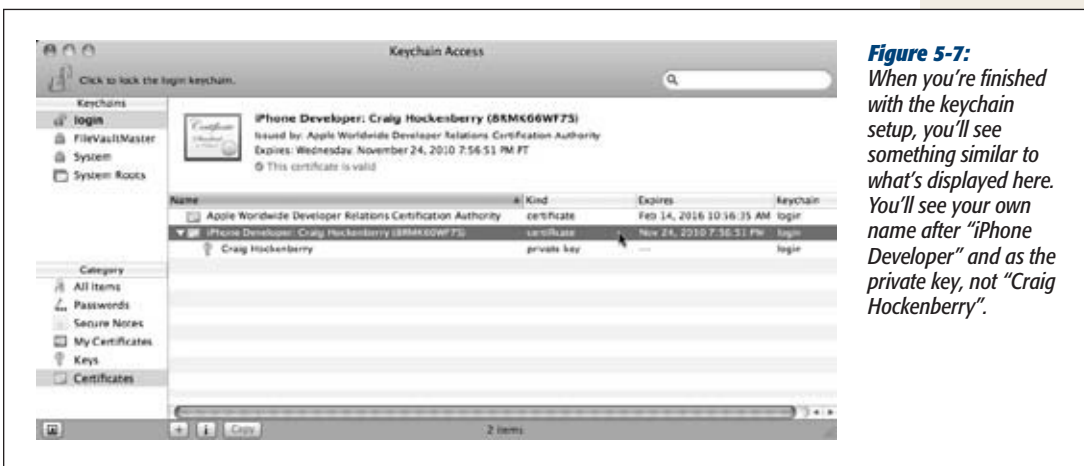 Keychain Access
Click to lock the login keychain.
Keychains
login
FileVaultMaster
System
System Roots
iPhone Developer: Craig Hockenberry (8RMK66WF7S)
Issued by: Apple Worldwide Developer Relations Certification Authority
Expires: Wednesday, November 24, 2010 7:56:51 PM PT
This certificate is valid
Name Kind Expires Keychain
Apple Worldwide Developer Relations Certification Authority certificate Feb 14, 2016 10:56:35 AM login
iPhone Developer: Craig Hockenberry certificate Nov 24, 2010 7:56:51 PM login
Craig Hockenberry private key --- login
Category
All Items
Passwords
Secure Notes
My Certificates
Keys
Certificates
+ i Copy 2 items
Figure 5-7:
When you're finished
with the keychain
setup, you'll see
something similar to
what's displayed here.
You'll see your own
name after “iPhone
Developer” and as the
private key, not “Craig
Hockenberry”.